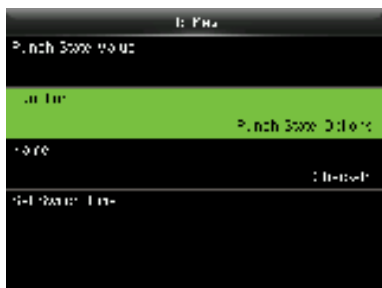 Punch State Value
Function
Punch State Options
Name
Set Switch Time